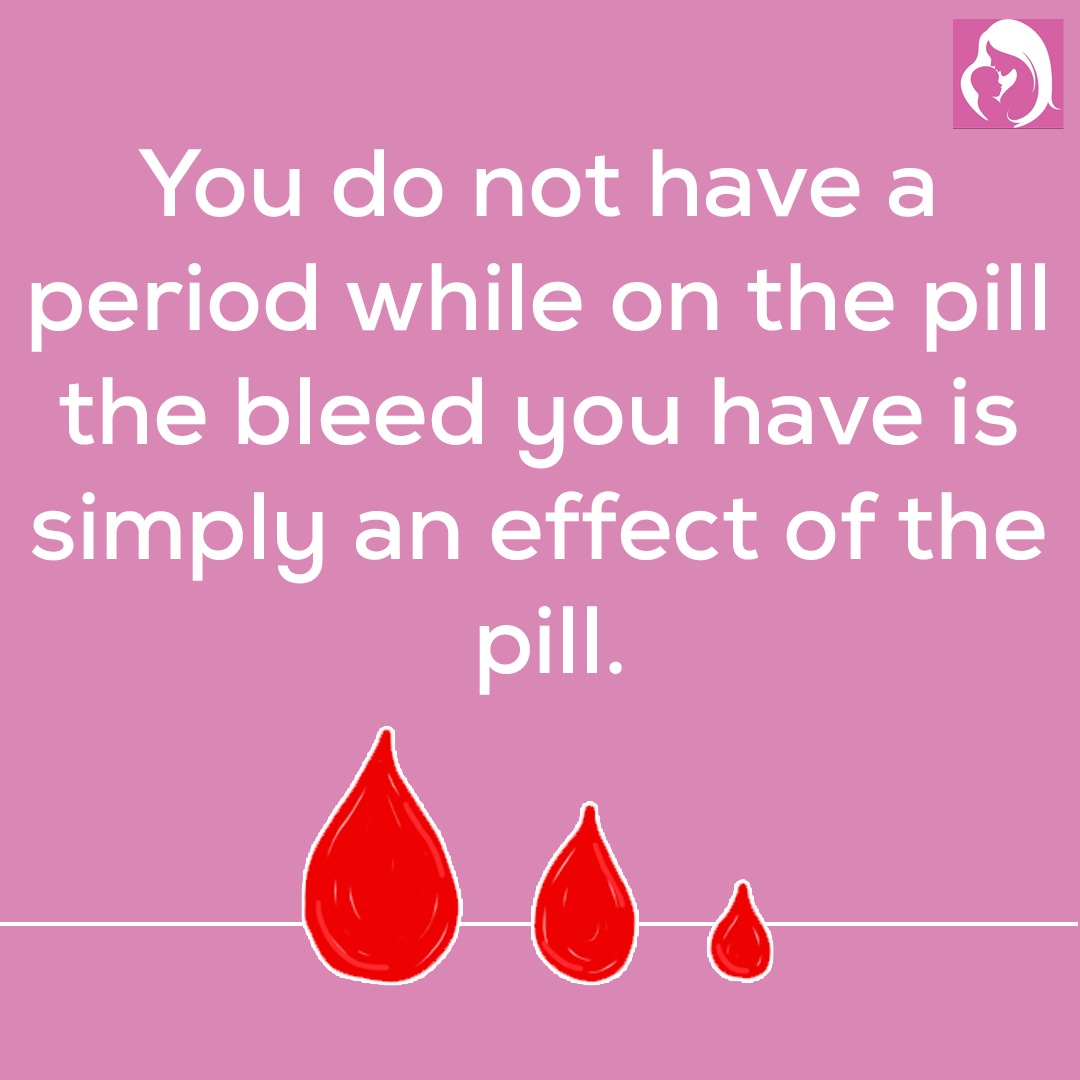 You do not have a
period while on the pill
the bleed you have is
simply an effect of the
pill.